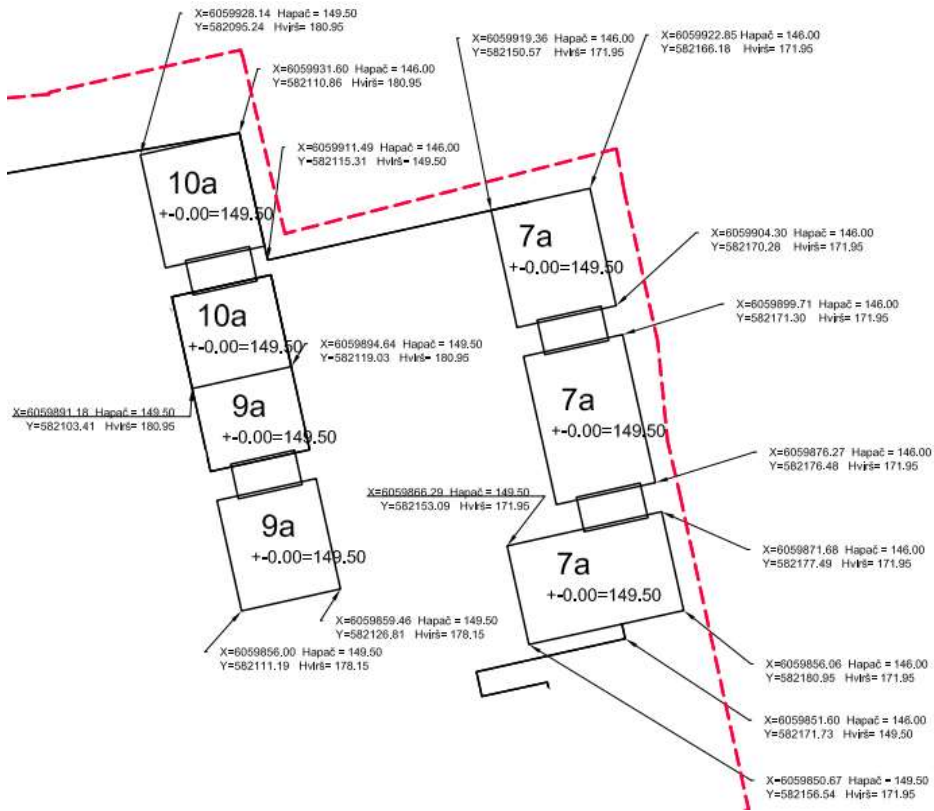 X=6059928.14 Hapač = 149.50
Y=582095.24 Hvirš= 180.95
X=6059931.60 Hapač = 146.00
Y=582110.86 Hvirš= 180.95
X=6059919.36 Hapač = 146.00
Y=582150.57 Hvirš= 171.95
X=6059922.85 Hapač = 146.00
Y=582166.18 Hvirš= 171.95
X=6059911.49 Hapač = 146.00
Y=582115.31 Hvirš= 149.50
10a
+-0.00=149.50
7a
+-0.00=149.50
X=6059904.30 Hapač = 146.00
Y=582170.28 Hvirš= 171.95
X=6059899.71 Hapač = 146.00
Y=582171.30 Hvirš= 171.95
10a
+-0.00=149.50
X=6059894.64 Hapač = 149.50
Y=582119.03 Hvirš= 180.95
X=6059891.18 Hapač = 149.50
Y=582103.41 Hvirš= 180.95
9a
+-0.00=149.50
7a
+-0.00=149.50
X=6059876.27 Hapač = 146.00
Y=582176.48 Hvirš= 171.95
X=6059866.29 Hapač = 149.50
Y=582153.09 Hvirš= 171.95
9a
+-0.00=149.50
X=6059871.68 Hapač = 146.00
Y=582177.49 Hvirš= 171.95
7a
+-0.00=149.50
X=6059859.46 Hapač = 149.50
Y=582126.81 Hvirš= 178.15
X=6059856.00 Hapač = 149.50
Y=582111.19 Hvirš= 178.15
X=6059856.06 Hapač = 146.00
Y=582180.95 Hvirš= 171.95
X=6059851.60 Hapač = 146.00
Y=582171.73 Hvirš= 149.50
X=6059850.67 Hapač = 149.50
Y=582156.54 Hvirš= 171.95